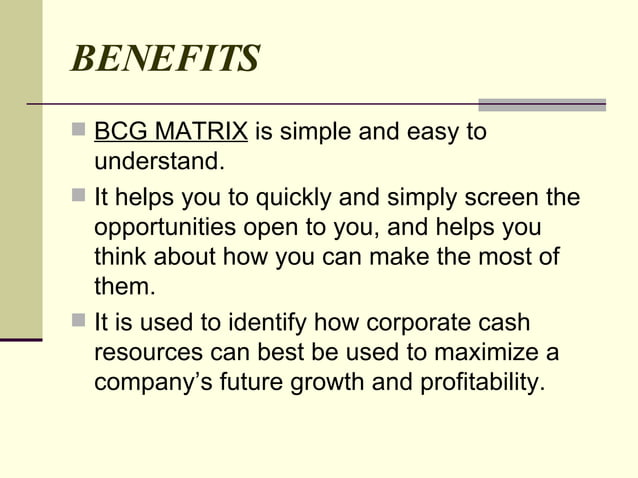 BENEFITS
BCG MATRIX is simple and easy to
understand.
It helps you to quickly and simply screen the
opportunities open to you, and helps you
think about how you can make the most of
them.
It is used to identify how corporate cash
resources can best be used to maximize a
company’s future growth and profitability.